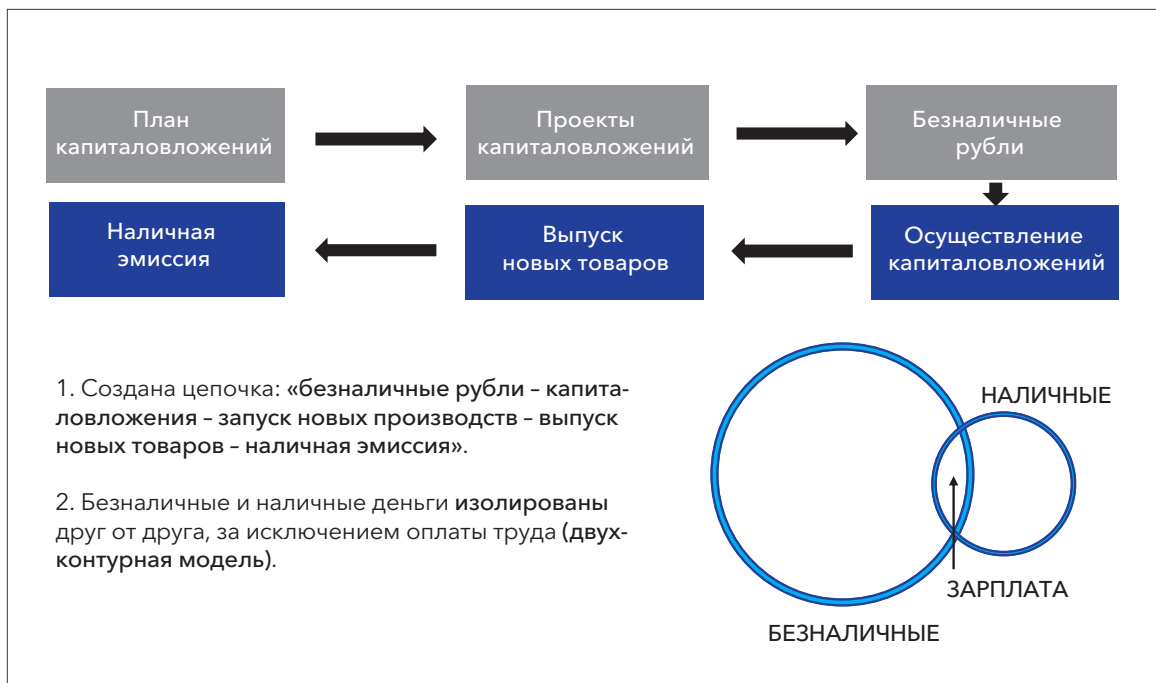 План
капиталовложений
Проекты
капиталовложений
Безналичные
рубли
Наличная
эмиссия
Выпуск
новых товаров
Осуществление
капиталовложений
1. Создана цепочка: «безналичные рубли – капита-
ловложения – запуск новых производств – выпуск
новых товаров – наличная эмиссия».
2. Безналичные и наличные деньги изолированы
друг от друга, за исключением оплаты труда (двух-
контурная модель).
НАЛИЧНЫЕ
ЗАРПЛАТА
БЕЗНАЛИЧНЫЕ